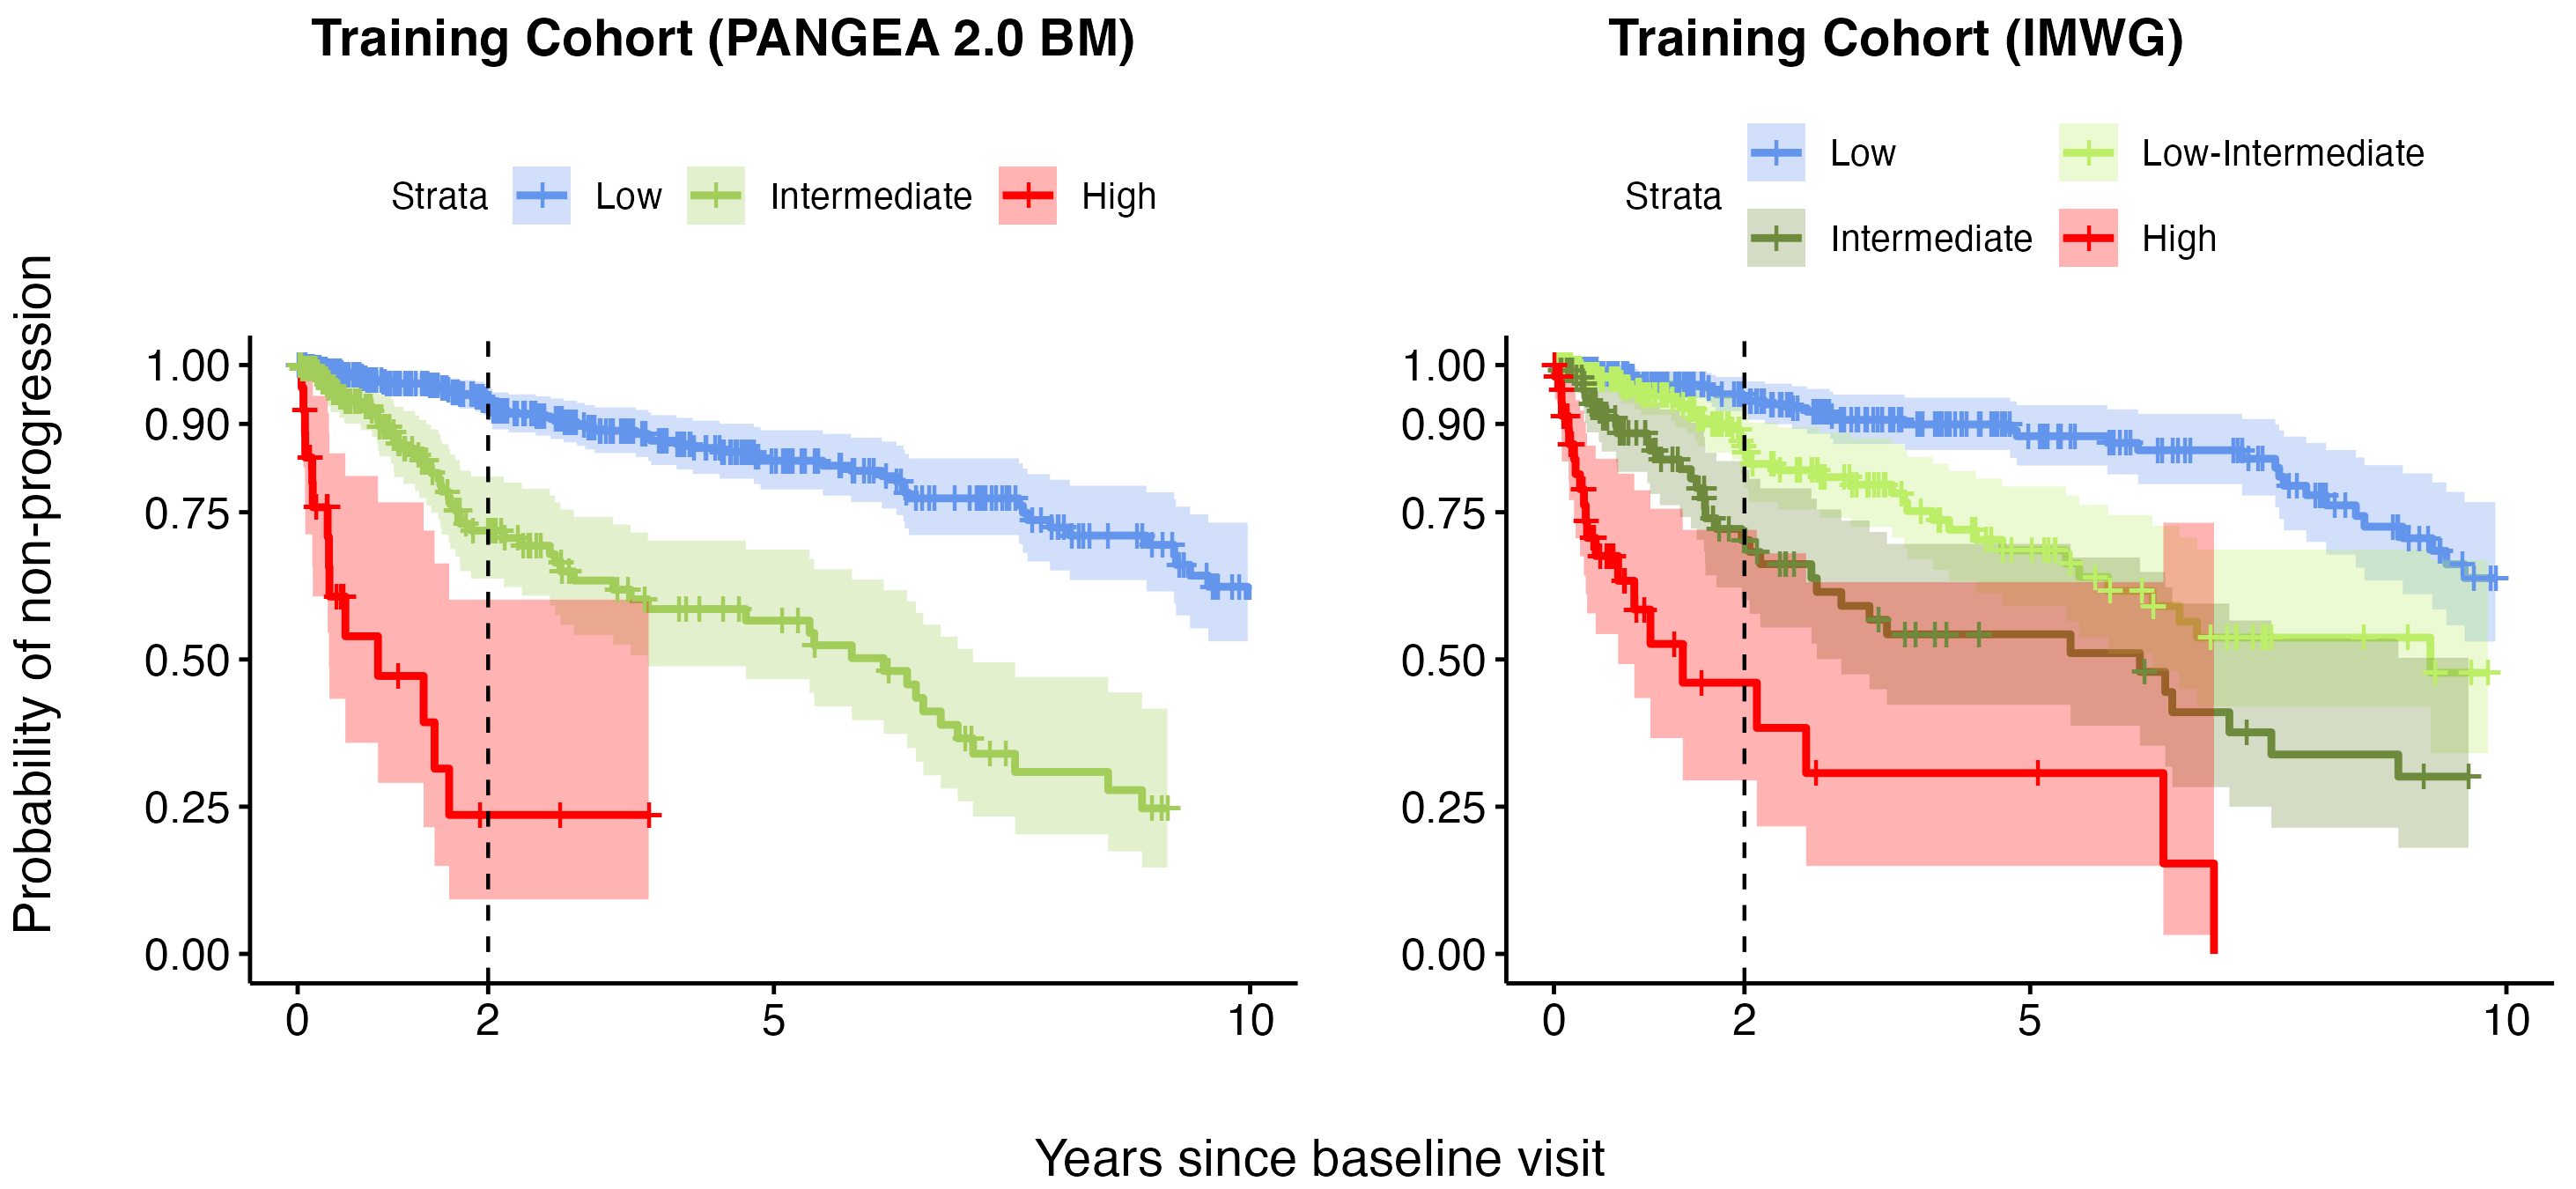 Training Cohort (PANGEA 2.0 BM)
Strata Low Intermediate High
Probability of non-progression
1.00
0.90
0.75
0.50
0.25
0.00
0 2 5 10
Training Cohort (IMWG)
Strata
Low Low-Intermediate
Intermediate High
1.00
0.90
0.75
0.50
0.25
0.00
0 2 5 10
Years since baseline visit